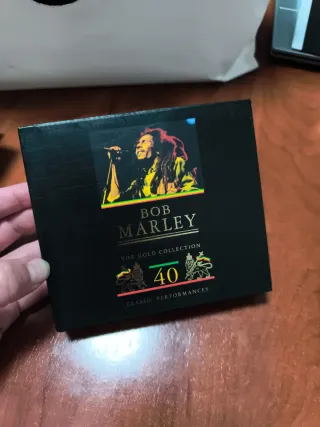 BOB
MARLEY
THE GOLD COLLECTION
40
CLASSIC PERFORMANCES